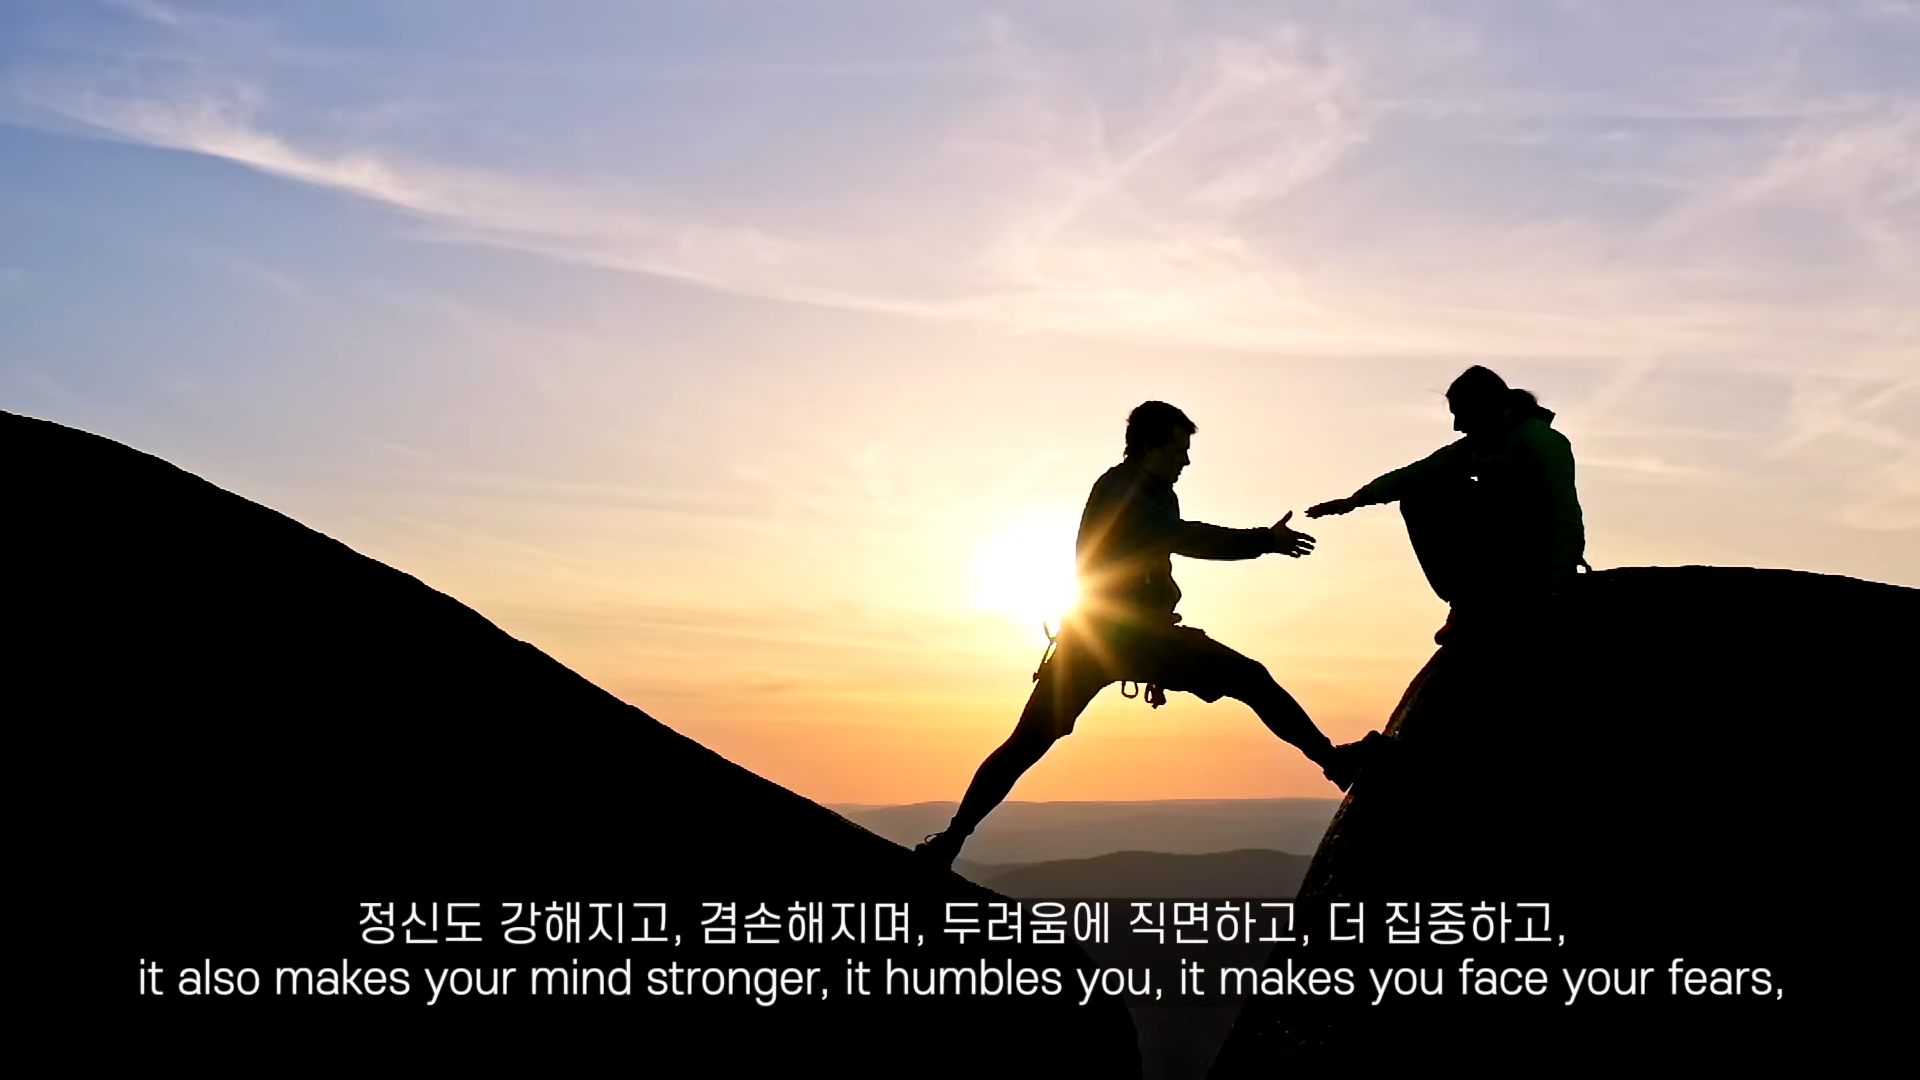 정신도 강해지고, 겸손해지며, 두려움에 직면하고, 더 집중하고,
it also makes your mind stronger, it humbles you, it makes you face your fears,